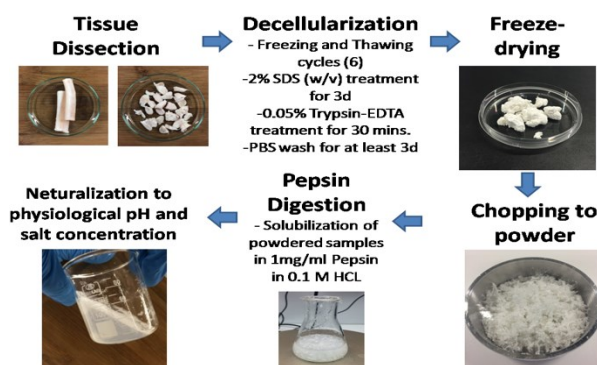 Tissue
Dissection
Decellularization
- Freezing and Thawing
cycles (6)
-2% SDS (w/v) treatment
for 3d
-0.05% Trypsin-EDTA
treatment for 30 mins.
-PBS wash for at least 3d
Freeze-
drying
Chopping to
powder
Pepsin
Digestion
- Solubilization of
powdered samples
in 1mg/ml Pepsin
in 0.1 M HCL
Neturalization to
physiological pH and
salt concentration